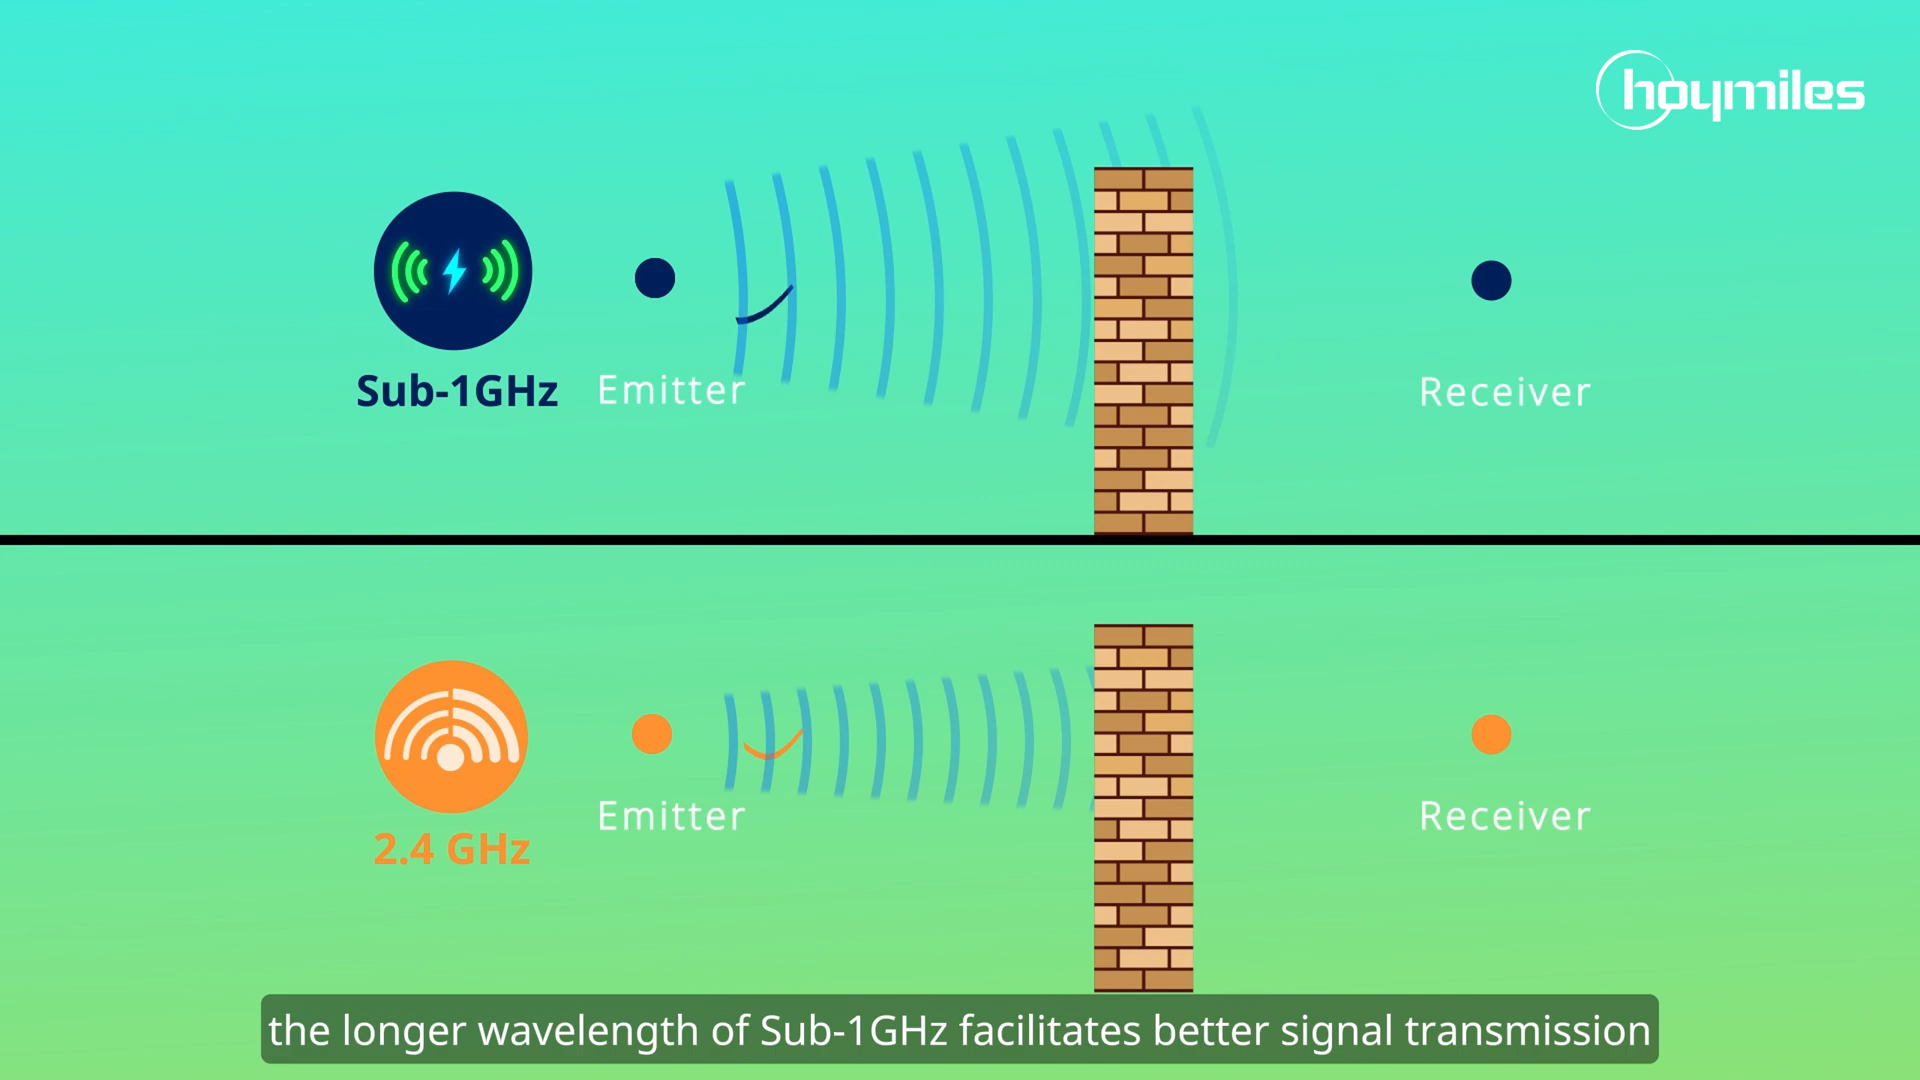 hoymiles
Sub-1GHz
Emitter
Receiver
2.4 GHz
Emitter
Receiver
the longer wavelength of Sub-1GHz facilitates better signal transmission